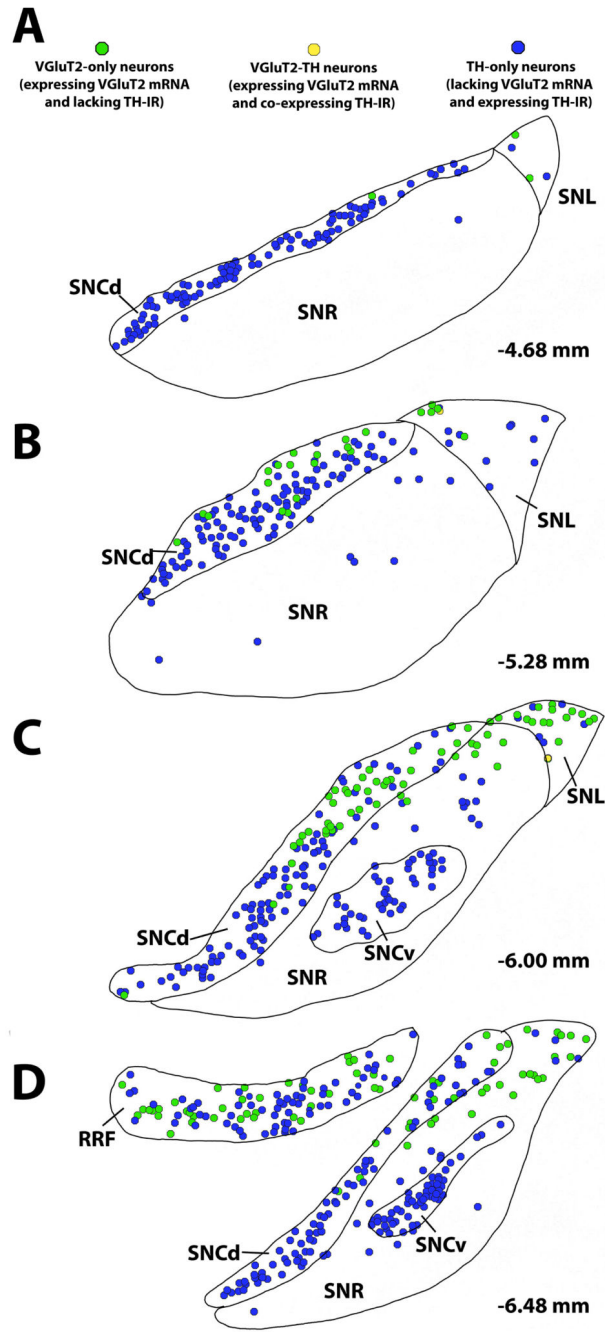 A
VGluT2-only neurons
(expressing VGluT2 mRNA
and lacking TH-IR)
VGluT2-TH neurons
(expressing VGluT2 mRNA
and co-expressing TH-IR)
TH-only neurons
(lacking VGluT2 mRNA
and expressing TH-IR)
SNL
SNCd
SNR
-4.68 mm
B
SNL
SNCd
SNR
-5.28 mm
C
SNL
SNCd
SNCv
SNR
-6.00 mm
D
RRF
SNCd
SNCv
SNR
-6.48 mm